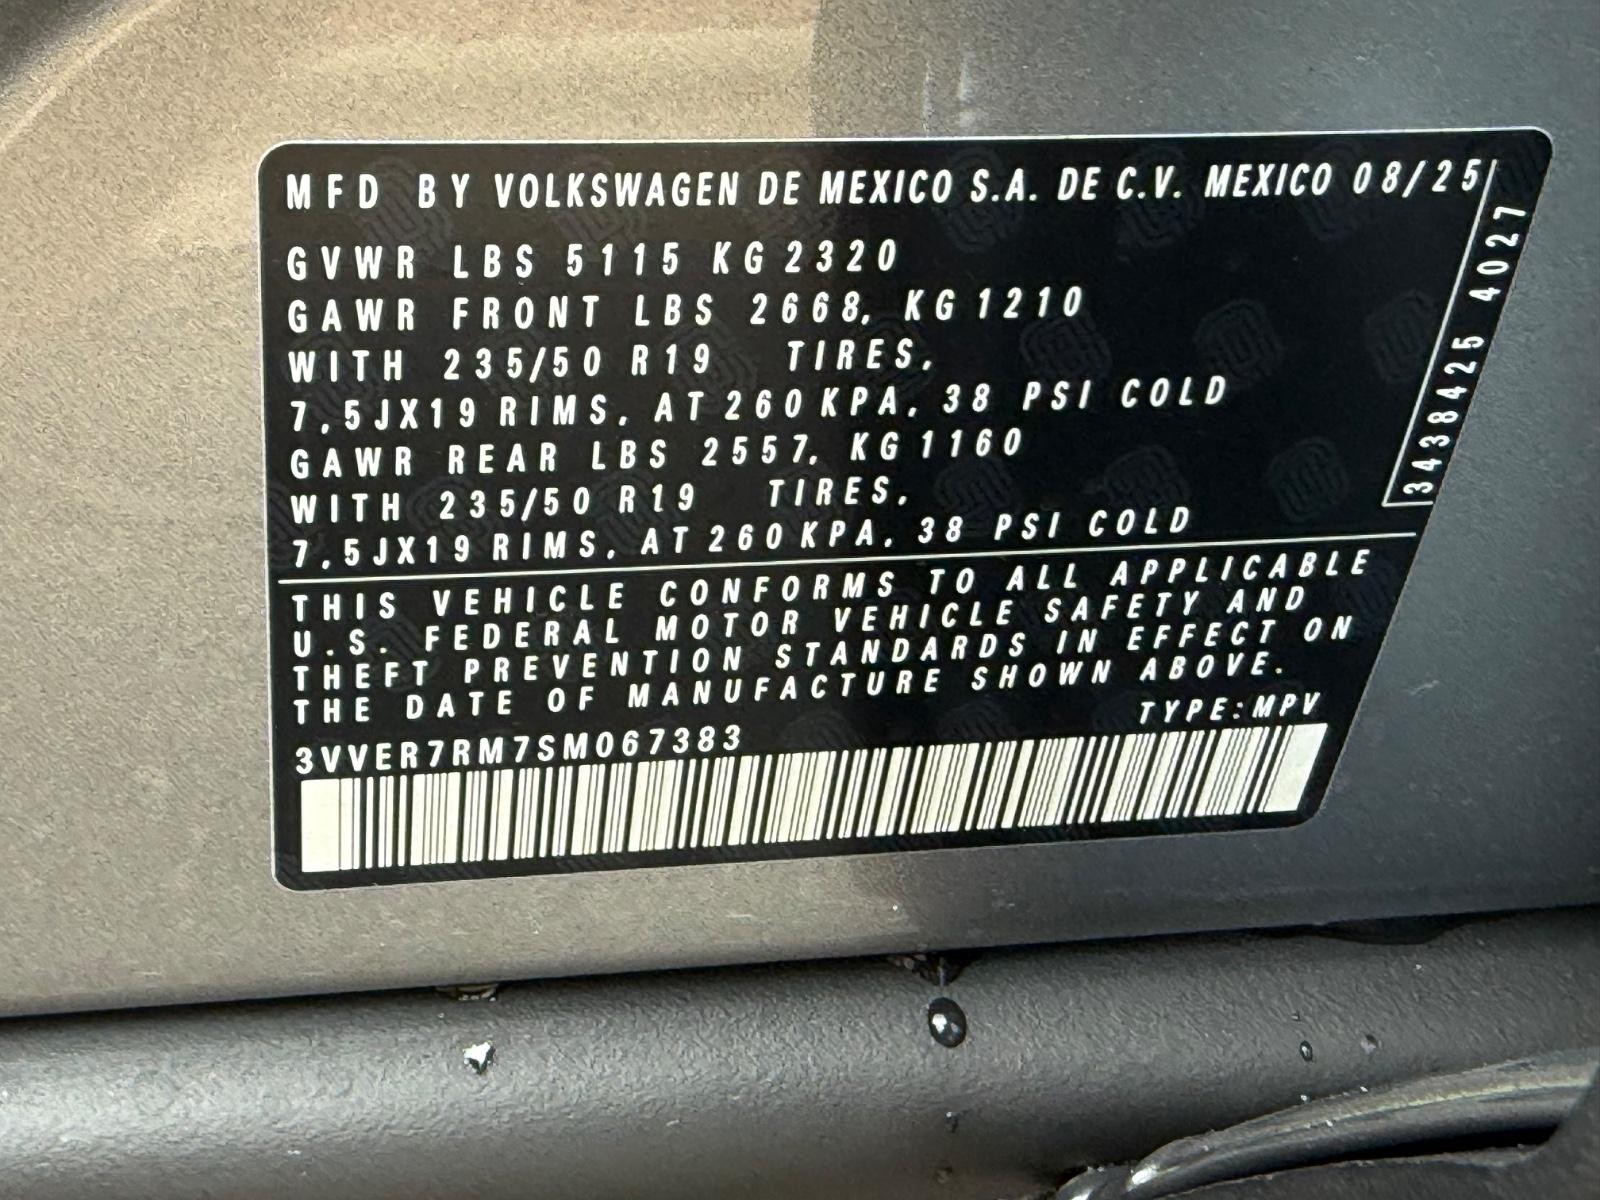 MFD BY VOLKSWAGEN DE MEXICO S.A. DE C.V. MEXICO 08/25
GVWR LBS 5115 KG 2320
GAWR FRONT LBS 2668, KG 1210
WITH 235/50 R19 TIRES,
7,5JX19 RIMS, AT 260 KPA, 38 PSI COLD
GAWR REAR LBS 2557, KG 1160
WITH 235/50 R19 TIRES,
7,5JX19 RIMS, AT 260 KPA, 38 PSI COLD
3438425 4027
THIS VEHICLE CONFORMS TO ALL APPLICABLE
U.S. FEDERAL MOTOR VEHICLE SAFETY AND
THEFT PREVENTION STANDARDS IN EFFECT ON
THE DATE OF MANUFACTURE SHOWN ABOVE.
TYPE:MPV
3VVER7RM7SM067383